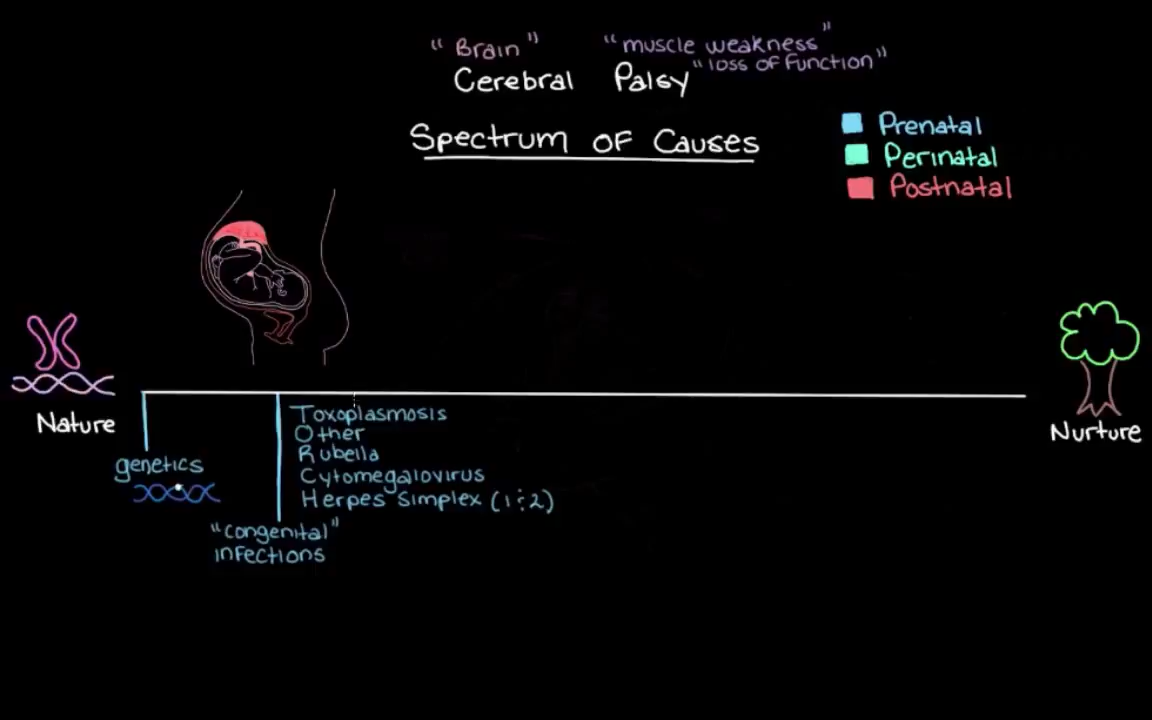 "Brain" "muscle weakness"
"loss of function"
Cerebral Palsy
Spectrum of Causes
Prenatal
Perinatal
Postnatal
Nature
Nurture
genetics
Toxoplasmosis
Other
Rubella
Cytomegalovirus
Herpes Simplex (1÷2)
"congenital"
infections